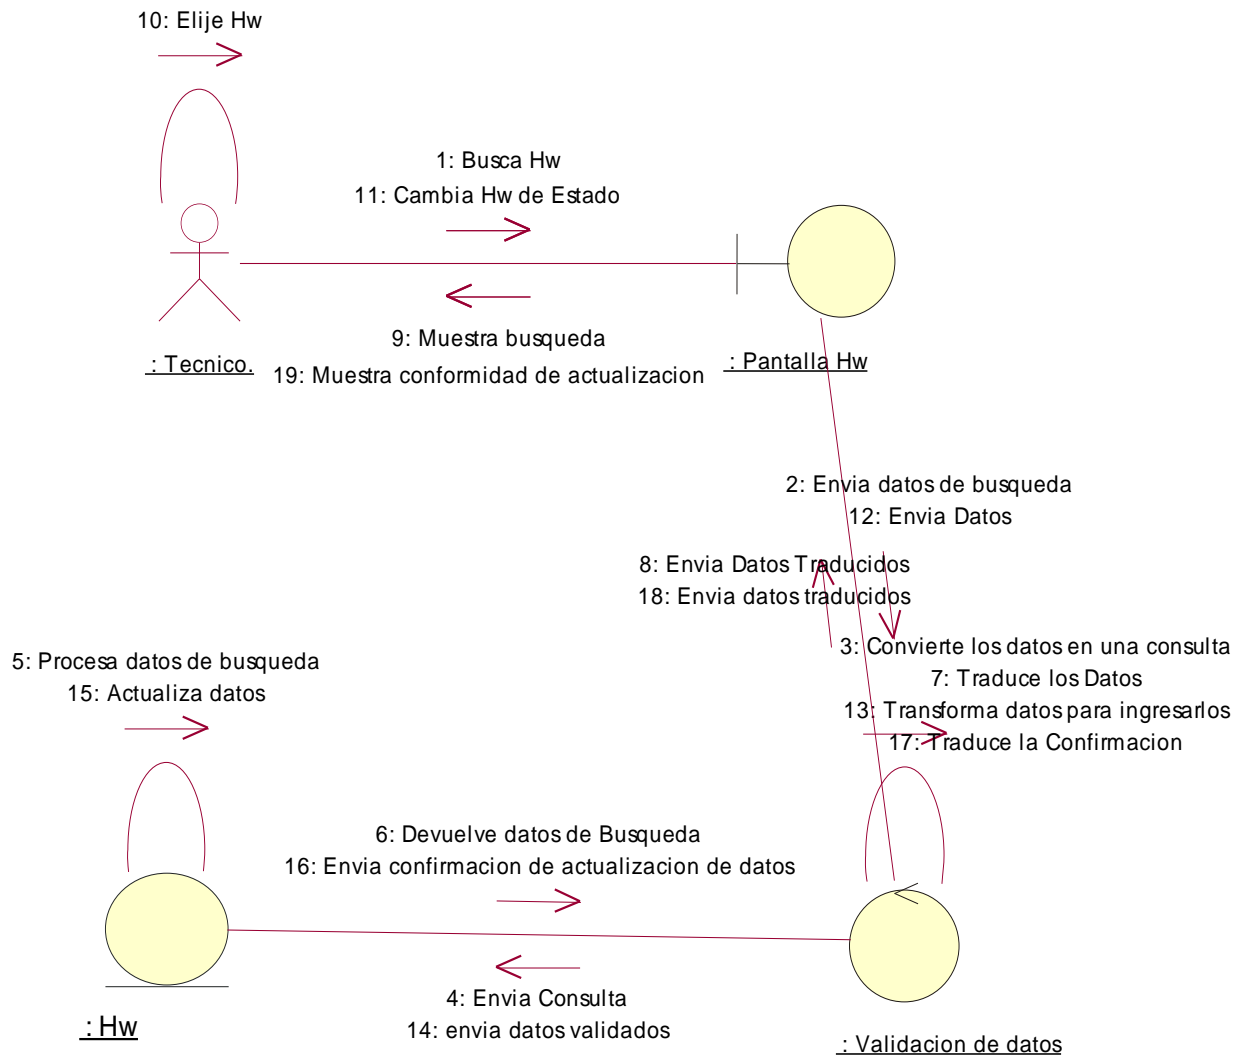 10: Elije Hw
1: Busca Hw
11: Cambia Hw de Estado
9: Muestra busqueda
19: Muestra conformidad de actualizacion
: Tecnico.
: Pantalla Hw
2: Envia datos de busqueda
12: Envia Datos
8: Envia Datos Traducidos
18: Envia datos traducidos
3: Convierte los datos en una consulta
7: Traduce los Datos
13: Transforma datos para ingresarlos
17: Traduce la Confirmacion
5: Procesa datos de busqueda
15: Actualiza datos
6: Devuelve datos de Busqueda
16: Envia confirmacion de actualizacion de datos
4: Envia Consulta
14: envia datos validados
: Hw
: Validacion de datos